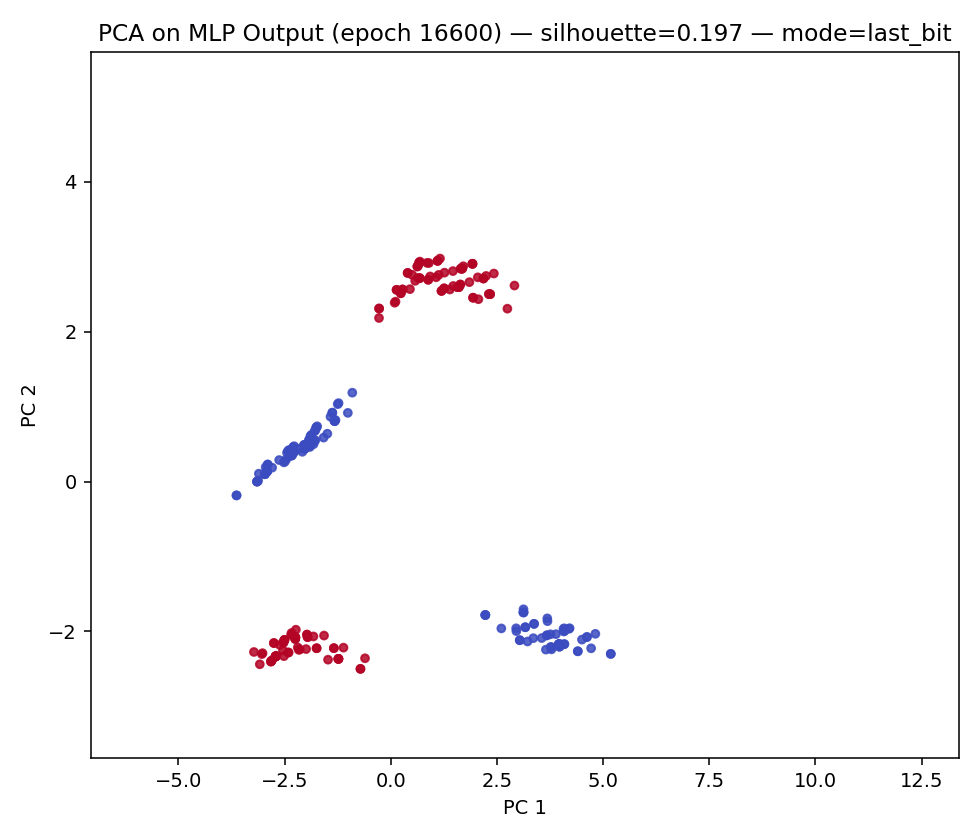 PCA on MLP Output (epoch 16600) — silhouette=0.197 — mode=last_bit
4
2
0
−2
PC 2
−5.0 −2.5 0.0 2.5 5.0 7.5 10.0 12.5
PC 1